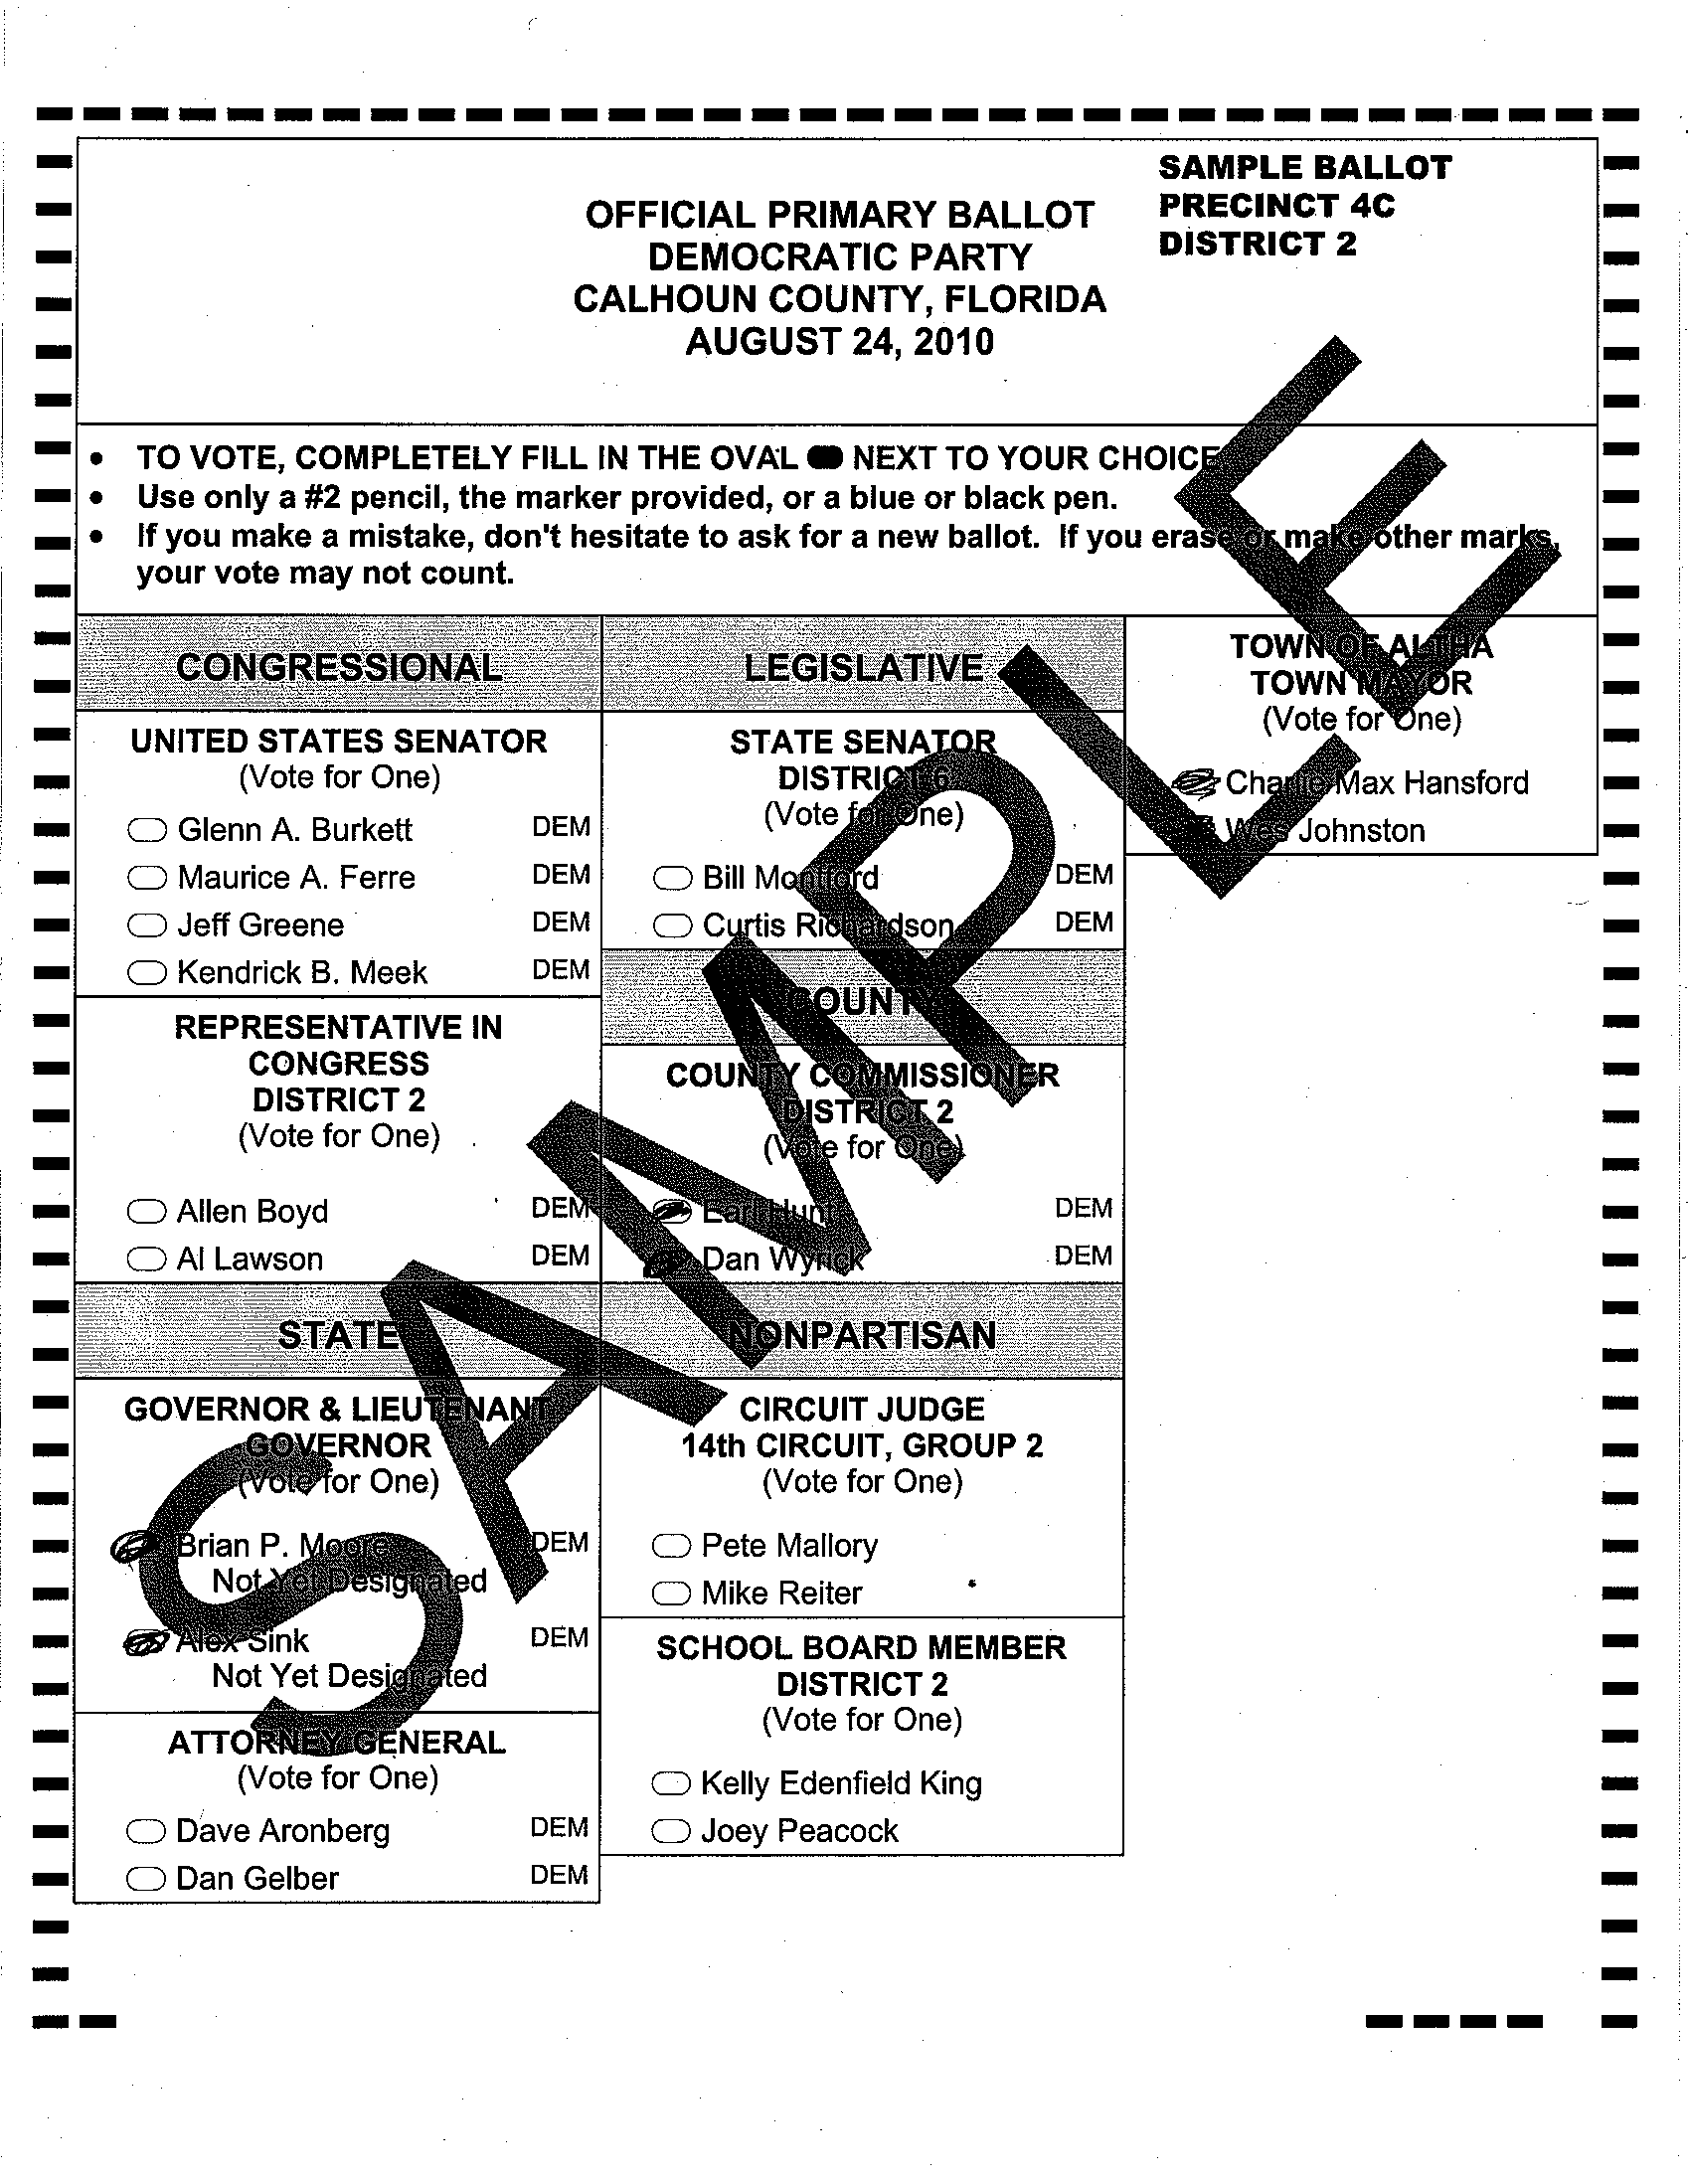 SAMPLE BALLOT
PRECINCT 4C
DISTRICT 2
OFFICIAL PRIMARY BALLOT
DEMOCRATIC PARTY
CALHOUN COUNTY, FLORIDA
AUGUST 24, 2010
• TO VOTE, COMPLETELY FILL IN THE OVAL NEXT TO YOUR CHOICE.
• Use only a #2 pencil, the marker provided, or a blue or black pen.
• If you make a mistake, don't hesitate to ask for a new ballot. If you erase or make other marks,
your vote may not count.
CONGRESSIONAL
UNITED STATES SENATOR
(Vote for One)
Glenn A. Burkett DEM
Maurice A. Ferre DEM
Jeff Greene DEM
Kendrick B. Meek DEM
REPRESENTATIVE IN
CONGRESS
DISTRICT 2
(Vote for One)
Allen Boyd DEM
Al Lawson DEM
STATE
GOVERNOR & LIEUTENANT
GOVERNOR
(Vote for One)
Brian P. Moore DEM
Not Yet Designated
Alex Sink DEM
Not Yet Designated
ATTORNEY GENERAL
(Vote for One)
Dave Aronberg DEM
Dan Gelber DEM
LEGISLATIVE
STATE SENATOR
DISTRICT 6
(Vote for One)
Bill Montford DEM
Curtis Richardson DEM
COUNTY
COUNTY COMMISSIONER
DISTRICT 2
(Vote for One)
Earl Hunt DEM
Dan Wyrick DEM
NONPARTISAN
CIRCUIT JUDGE
14th CIRCUIT, GROUP 2
(Vote for One)
Pete Mallory
Mike Reiter
SCHOOL BOARD MEMBER
DISTRICT 2
(Vote for One)
Kelly Edenfield King
Joey Peacock
TOWN OF ALTHA
TOWN MAYOR
(Vote for One)
Charlie Max Hansford
Wes Johnston
SAMPLE